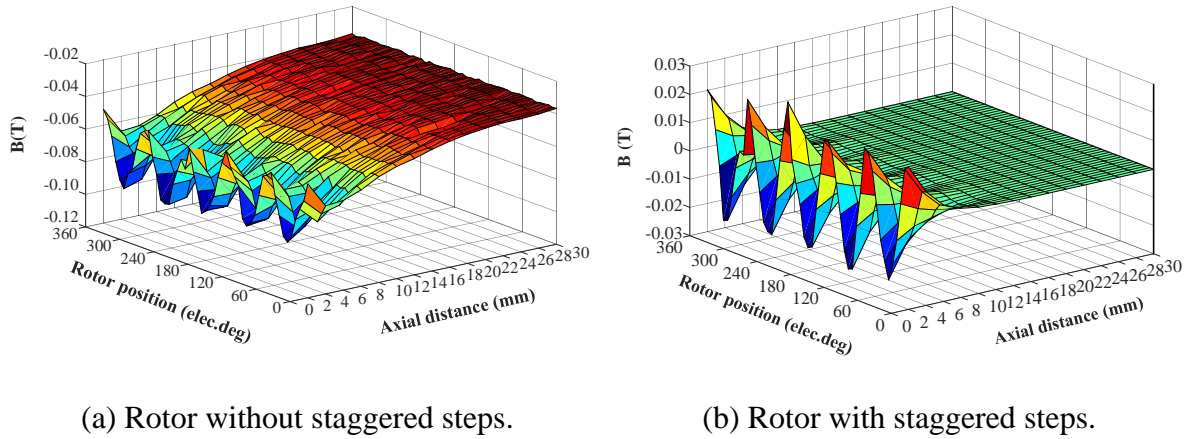 -0.02
-0.04
-0.06
-0.08
-0.10
-0.12
B(T)
360
300
240
180
120
60
0
Rotor position (elec.deg)
0 2 4 6 8 10 12 14 16 18 20 22 24 26 28 30
Axial distance (mm)
(a) Rotor without staggered steps.
0.03
0.02
0.01
0
-0.01
-0.02
-0.03
B (T)
360
300
240
180
120
60
0
Rotor position (elec.deg)
0 2 4 6 8 10 12 14 16 18 20 22 24 26 28 30
Axial distance (mm)
(b) Rotor with staggered steps.